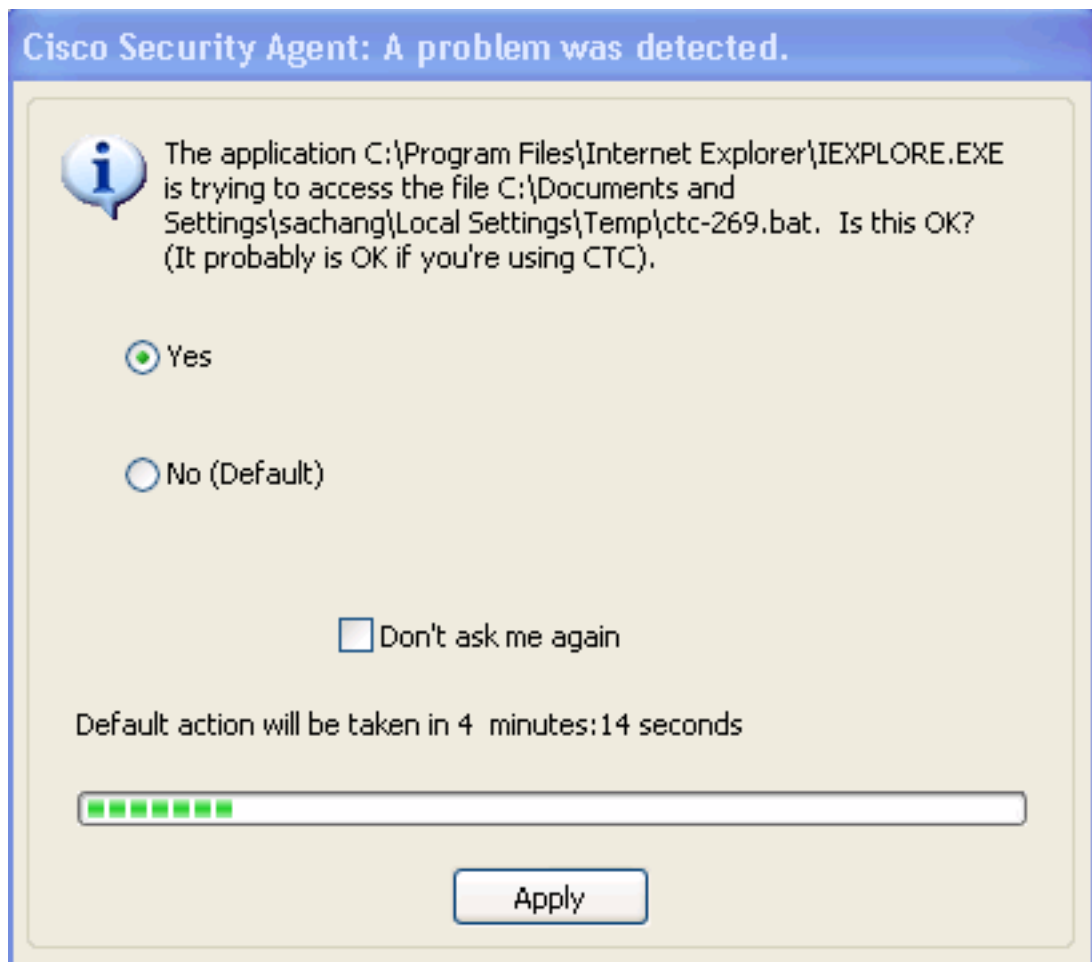 Cisco Security Agent: A problem was detected.
The application C:\Program Files\Internet Explorer\IEXPLORE.EXE
is trying to access the file C:\Documents and
Settings\sachang\Local Settings\Temp\ctc-269.bat.  Is this OK?
(It probably is OK if you're using CTC).
Yes
No (Default)
Don't ask me again
Default action will be taken in 4  minutes:14 seconds
Apply